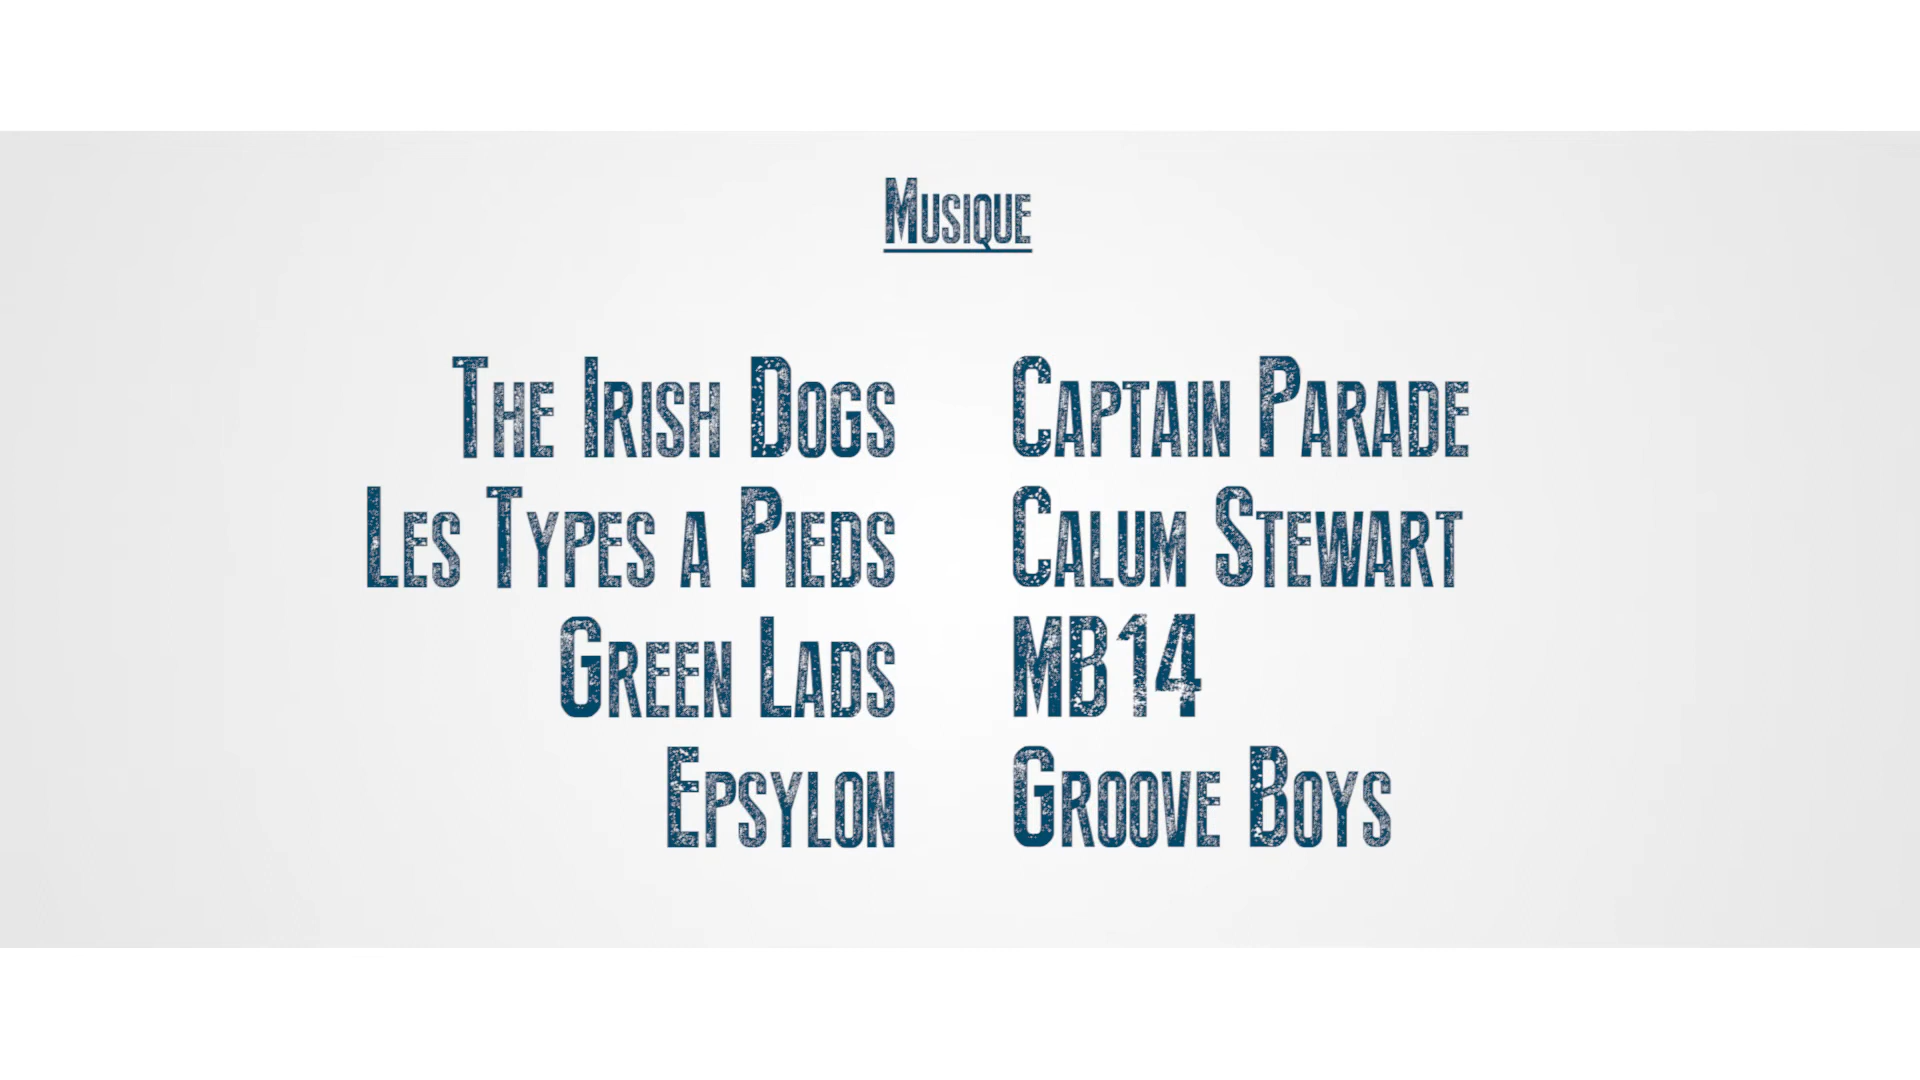 Musique
The Irish Dogs
Captain Parade
Les Types a Pieds
Calum Stewart
Green Lads
MB14
Epsylon
Groove Boys